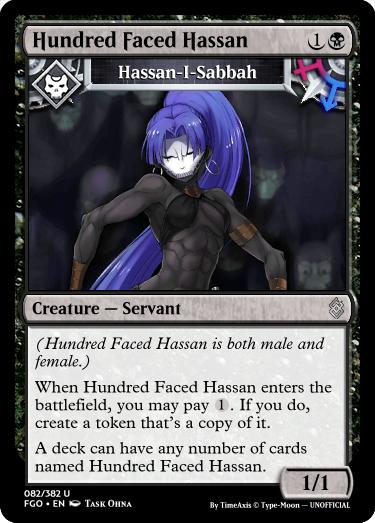 Hundred Faced Hassan 1
Hassan-I-Sabbah
Creature — Servant
(Hundred Faced Hassan is both male and
female.)
When Hundred Faced Hassan enters the
battlefield, you may pay 1. If you do,
create a token that's a copy of it.
A deck can have any number of cards
named Hundred Faced Hassan.
1/1
082/382 U
FGO • EN Task Ohna
By TimeAxis © Type-Moon — UNOFFICIAL